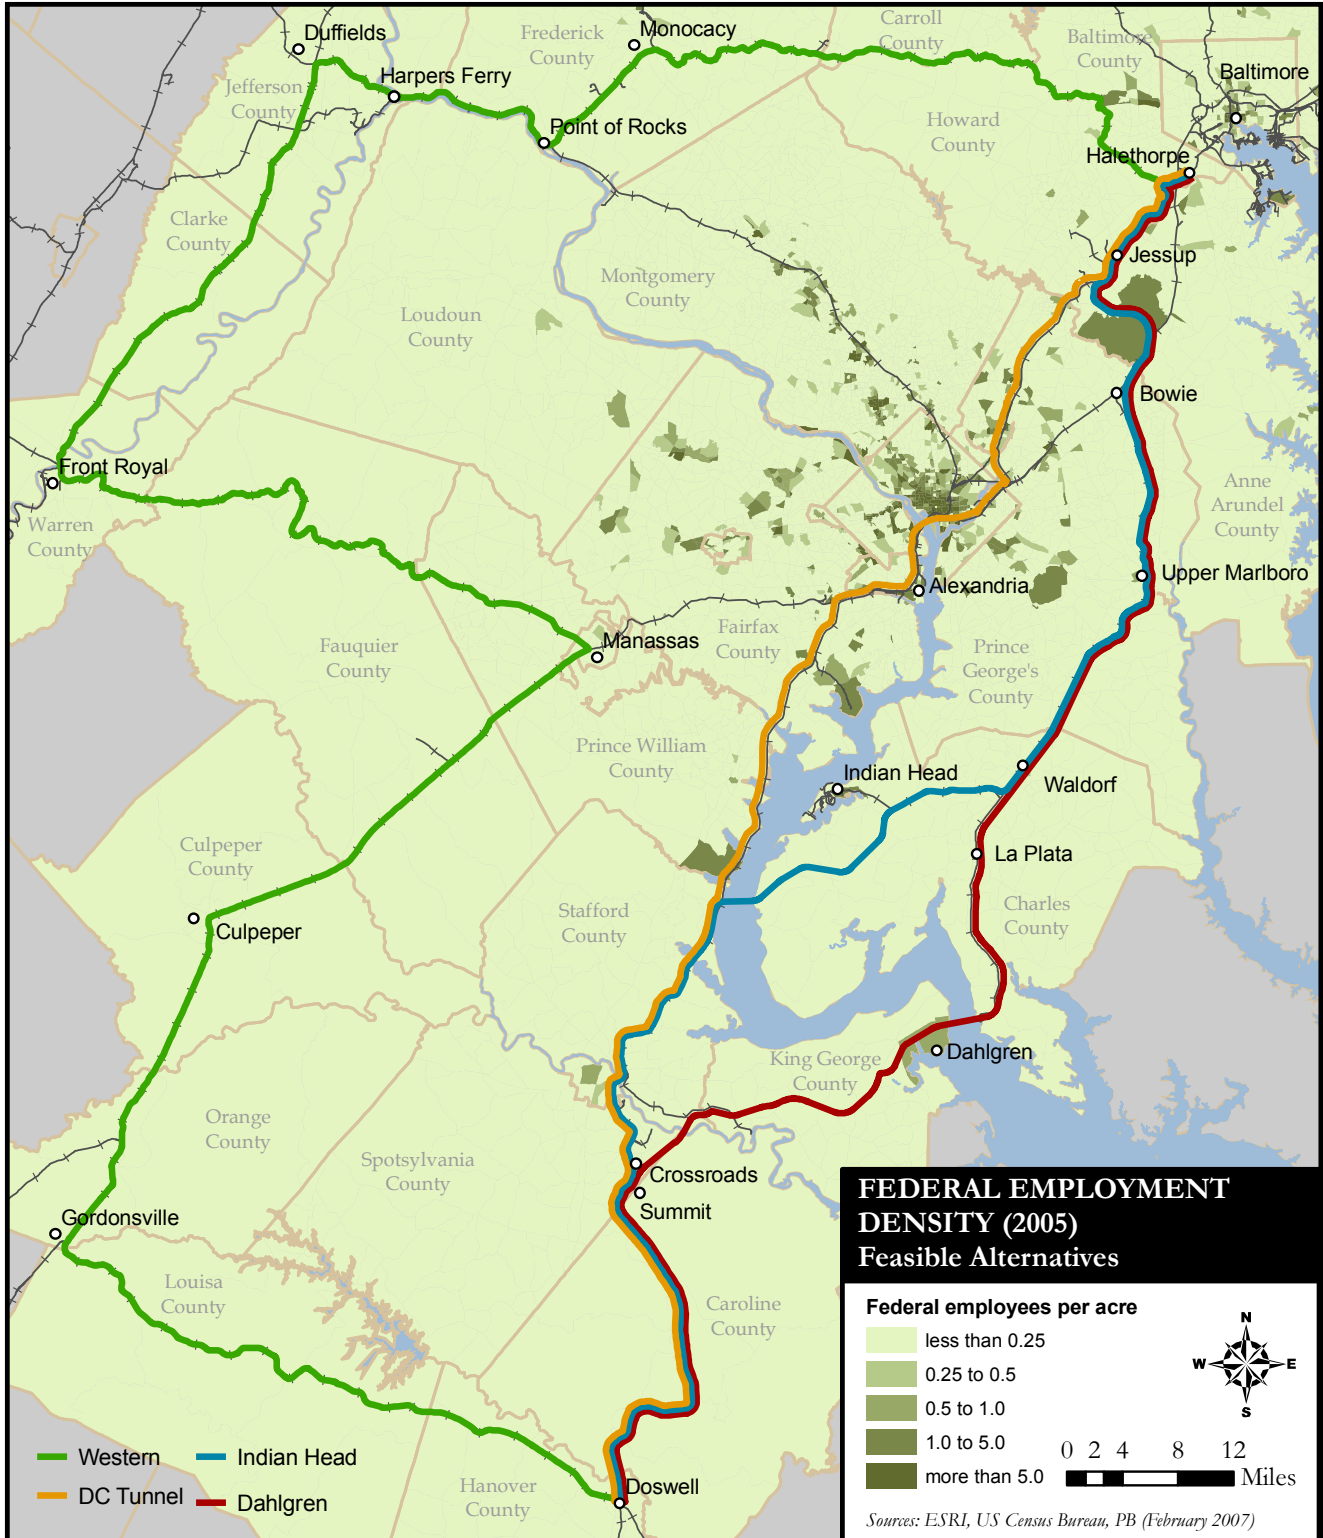 Duffields
Frederick
County
Monocacy
Carroll
County
Baltimore
County
Baltimore
Jefferson
County
Harpers Ferry
Point of Rocks
Howard
County
Halethorpe
Clarke
County
Jessup
Montgomery
County
Loudoun
County
Bowie
Front Royal
Anne
Arundel
County
Warren
County
Upper Marlboro
Alexandria
Fairfax
County
Manassas
Fauquier
County
Prince
George's
County
Prince William
County
Indian Head
Waldorf
Culpeper
County
La Plata
Culpeper
Stafford
County
Charles
County
King George
County
Dahlgren
Orange
County
Spotsylvania
County
Crossroads
Summit
Gordonsville
Louisa
County
Caroline
County
Hanover
County
Doswell
Western
Indian Head
DC Tunnel
Dahlgren
FEDERAL EMPLOYMENT
DENSITY (2005)
Feasible Alternatives
Federal employees per acre
less than 0.25
0.25 to 0.5
0.5 to 1.0
1.0 to 5.0
more than 5.0
N
W E
S
0 2 4 8 12
Miles
Sources: ESRI, US Census Bureau, PB (February 2007)